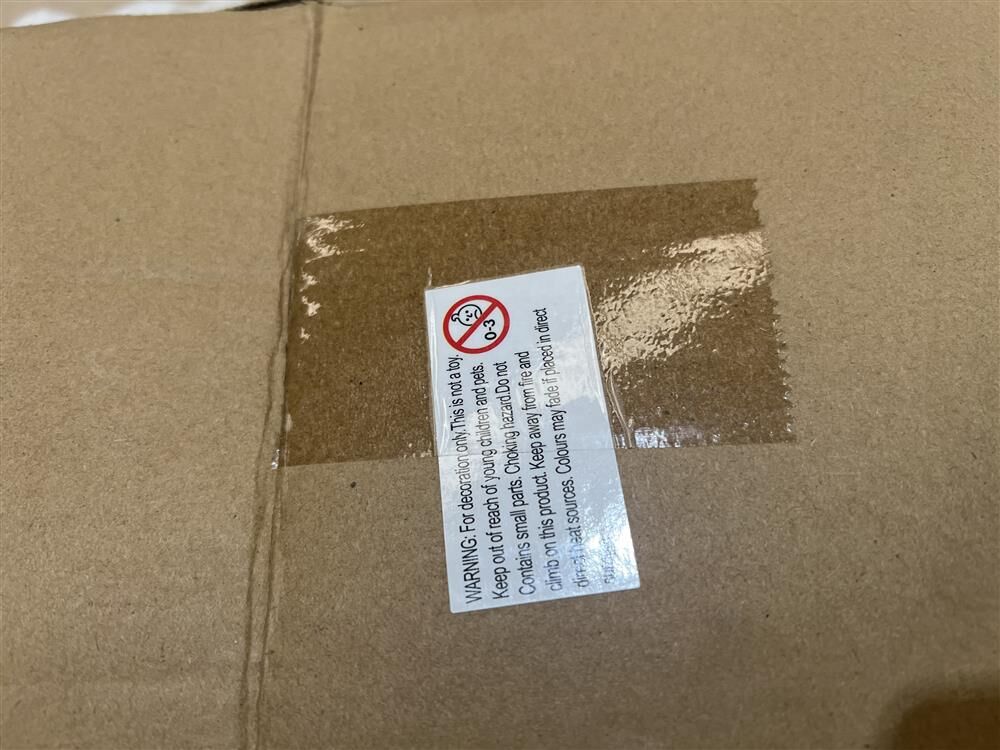 0-3
WARNING: For decoration only.This is not a toy.
Keep out of reach of young children and pets.
Contains small parts. Choking hazard.Do not
climb on this product. Keep away from fire and
direct heat sources. Colours may fade if placed in direct